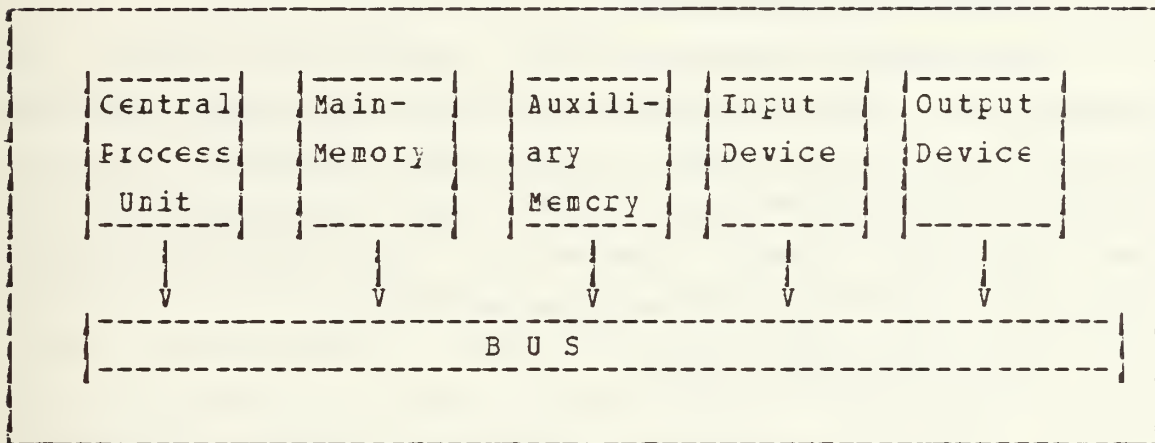 Central
Process
Unit
Main-
Memory
Auxili-
ary
Memory
Input
Device
Output
Device
B U S